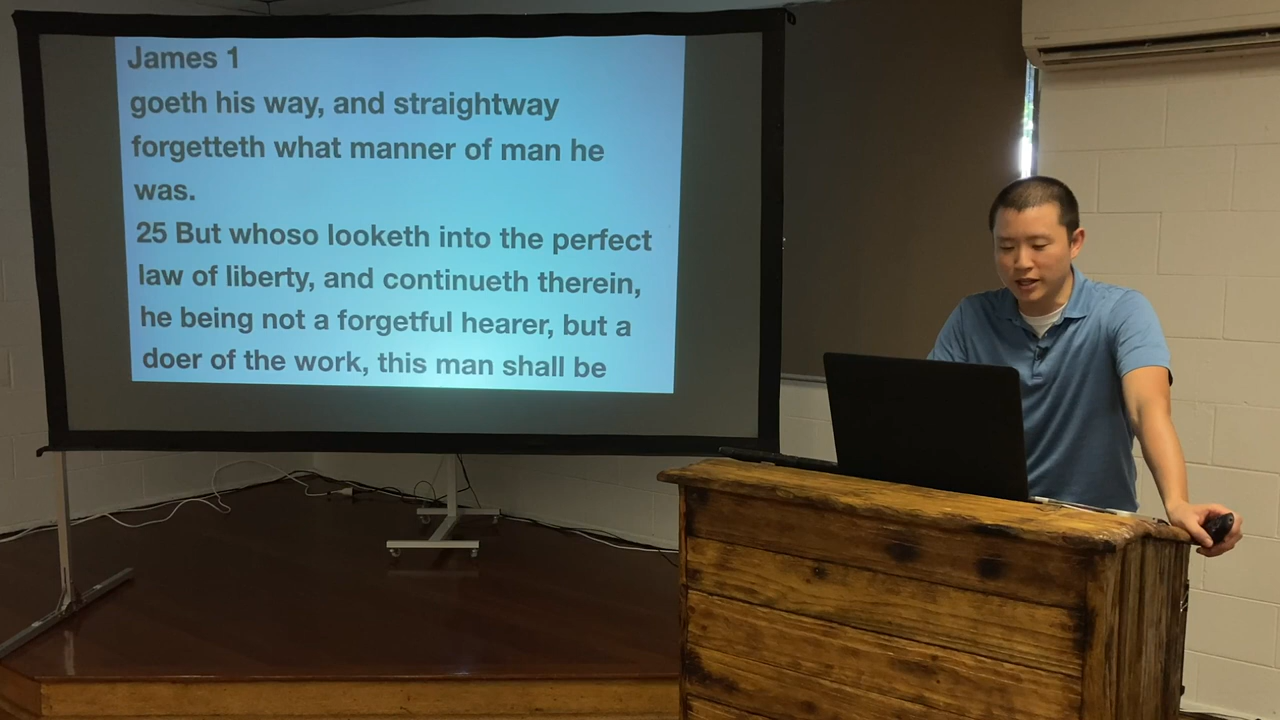 James 1
goeth his way, and straightway
forgetteth what manner of man he
was.
25 But whoso looketh into the perfect
law of liberty, and continueth therein,
he being not a forgetful hearer, but a
doer of the work, this man shall be